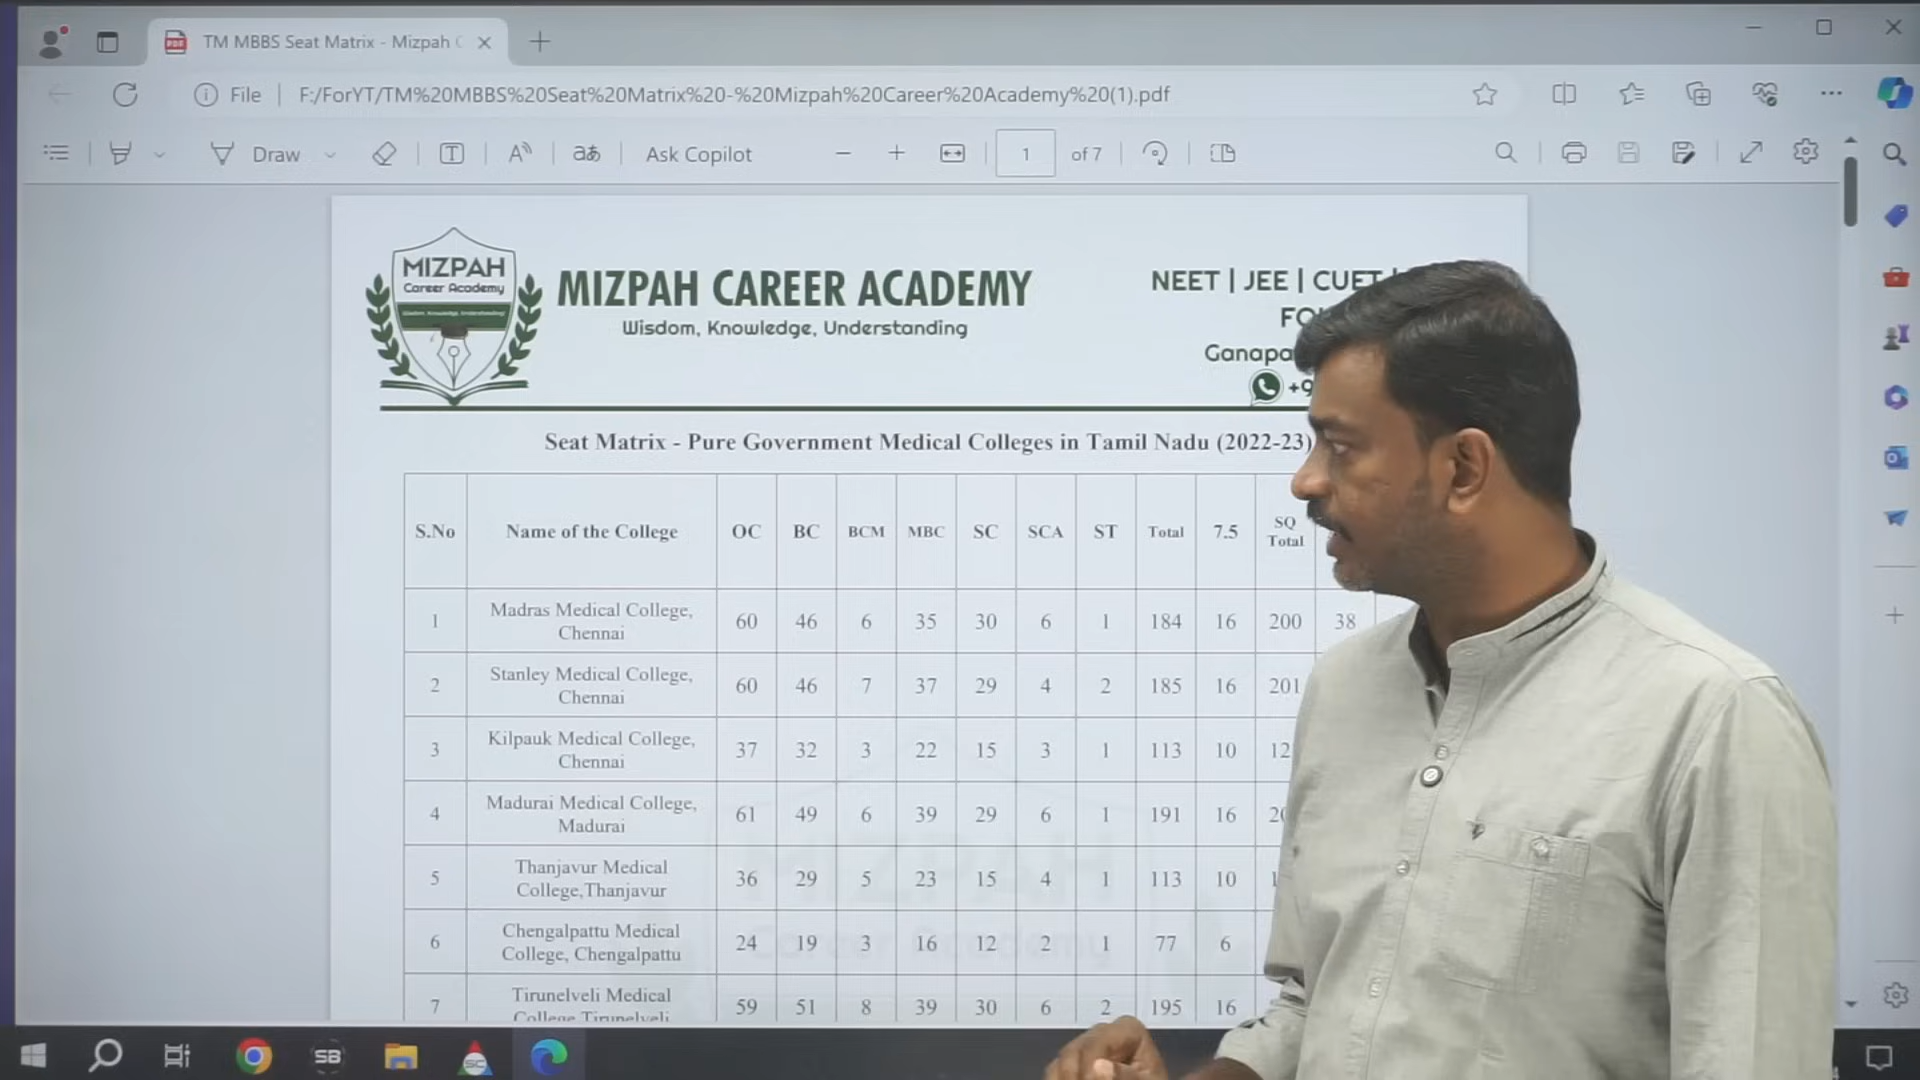 TM MBBS Seat Matrix - Mizpah C
File
F:/ForYT/TM%20MBBS%20Seat%20Matrix%20-%20Mizpah%20Career%20Academy%20(1).pdf
Draw
Ask Copilot
1 of 7
MIZPAH
Career Academy
MIZPAH CAREER ACADEMY
Wisdom, Knowledge, Understanding
NEET | JEE | CUET
+9
Seat Matrix - Pure Government Medical Colleges in Tamil Nadu (2022-23)
S.No Name of the College OC BC BCM MBC SC SCA ST Total 7.5 SQ Total
1 Madras Medical College, Chennai 60 46 6 35 30 6 1 184 16 200 38
2 Stanley Medical College, Chennai 60 46 7 37 29 4 2 185 16 201
3 Kilpauk Medical College, Chennai 37 32 3 22 15 3 1 113 10 12
4 Madurai Medical College, Madurai 61 49 6 39 29 6 1 191 16
5 Thanjavur Medical College,Thanjavur 36 29 5 23 15 4 1 113 10
6 Chengalpattu Medical College, Chengalpattu 24 19 3 16 12 2 1 77 6
7 Tirunelveli Medical College Tirunelveli 59 51 8 39 30 6 2 195 16
SB
SC